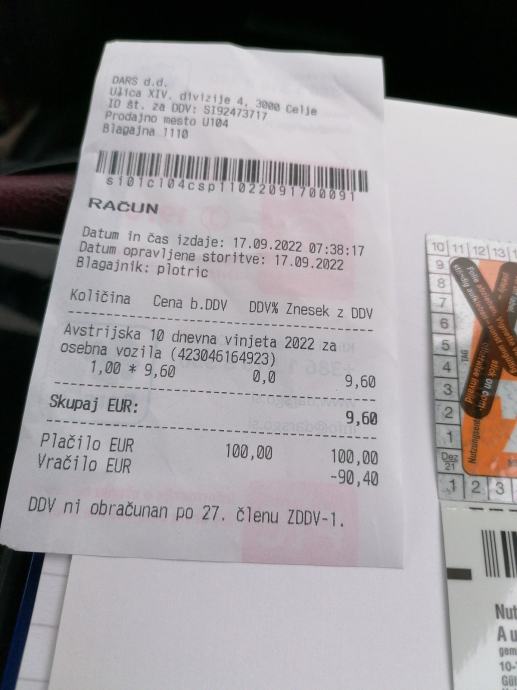 DARS d.d.
Ulica XIV. divizije 4, 3000 Celje
ID št. za DDV: SI92473717
Prodajno mesto U104
Blagajna 1110
si01c104csp11022091700091
RAČUN
Datum in čas izdaje: 17.09.2022 07:38:17
Datum opravljene storitve: 17.09.2022
Blagajnik: plotric
Količina Cena b.DDV DDV% Znesek z DDV
Avstrijska 10 dnevna vinjeta 2022 za
osebna vozila (423046164923)
1,00 * 9,60 0,0 9,60
Skupaj EUR: 9,60
Plačilo EUR 100,00 100,00
Vračilo EUR -90,40
DDV ni obračunan po 27. členu ZDDV-1.
10 11 12 13
9
8
7
6
5
4
3
2
1
Dez
21
1 2 3
Nut
A u
gem
10-
Gül